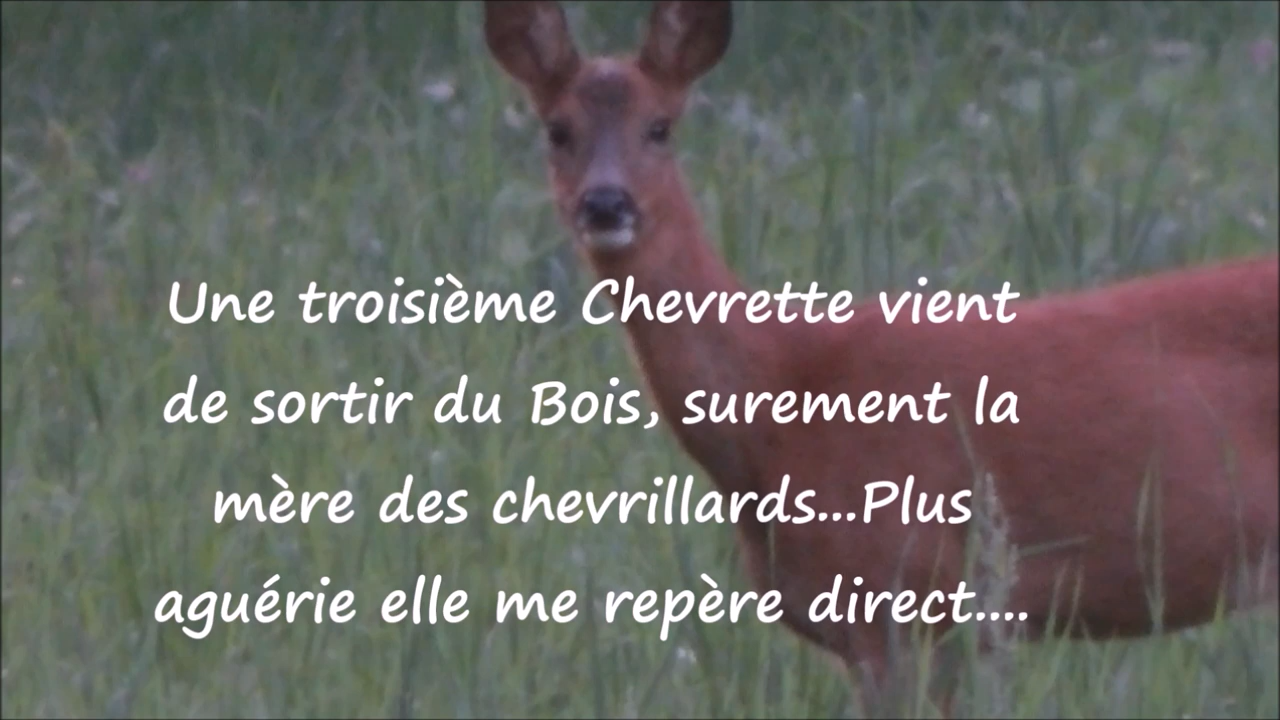 Une troisième Chevrette vient
de sortir du Bois, surement la
mère des chevrillards...Plus
aguérie elle me repère direct....